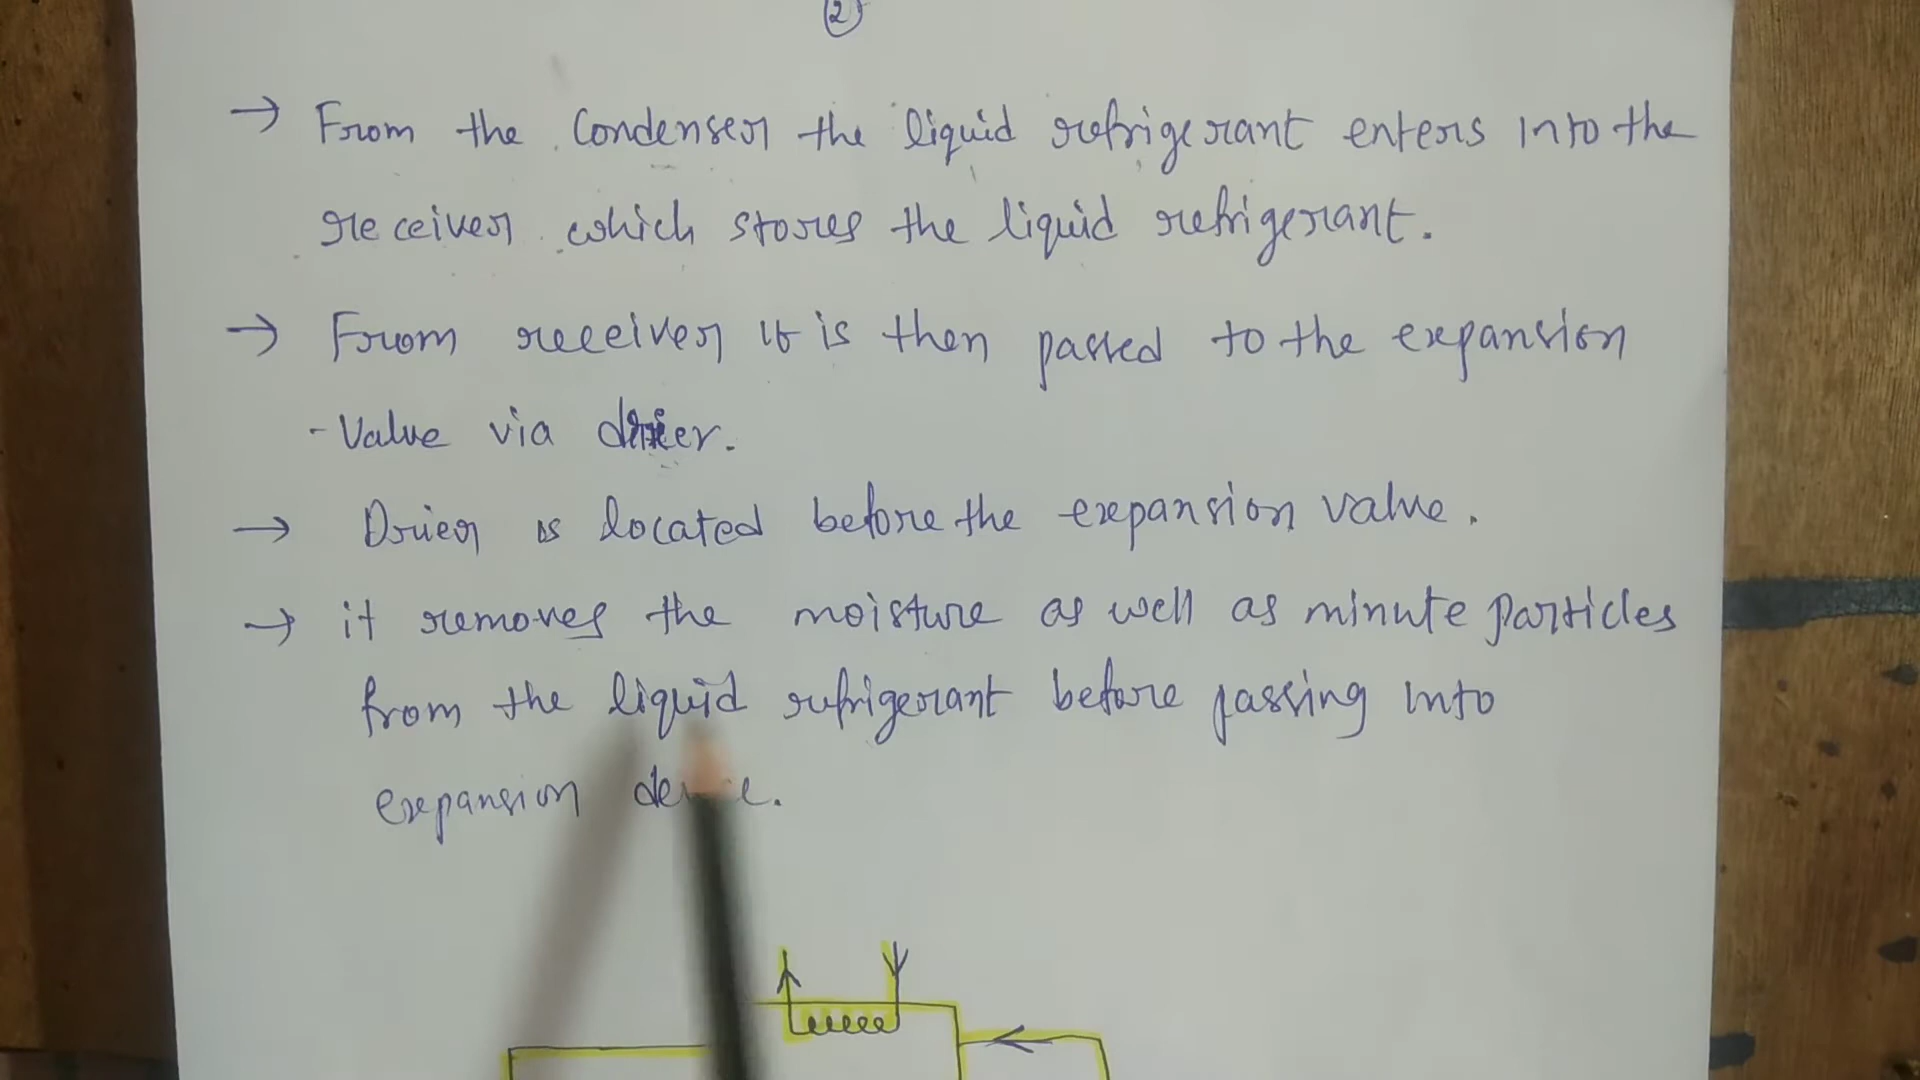 2
→ From the Condenser the liquid refrigerant enters into the
receiver which stores the liquid refrigerant.
→ From receiver it is then passed to the expansion
- Valve via drier.
→ Drier is located before the expansion valve.
→ it removes the moisture as well as minute particles
from the liquid refrigerant before passing into
expansion